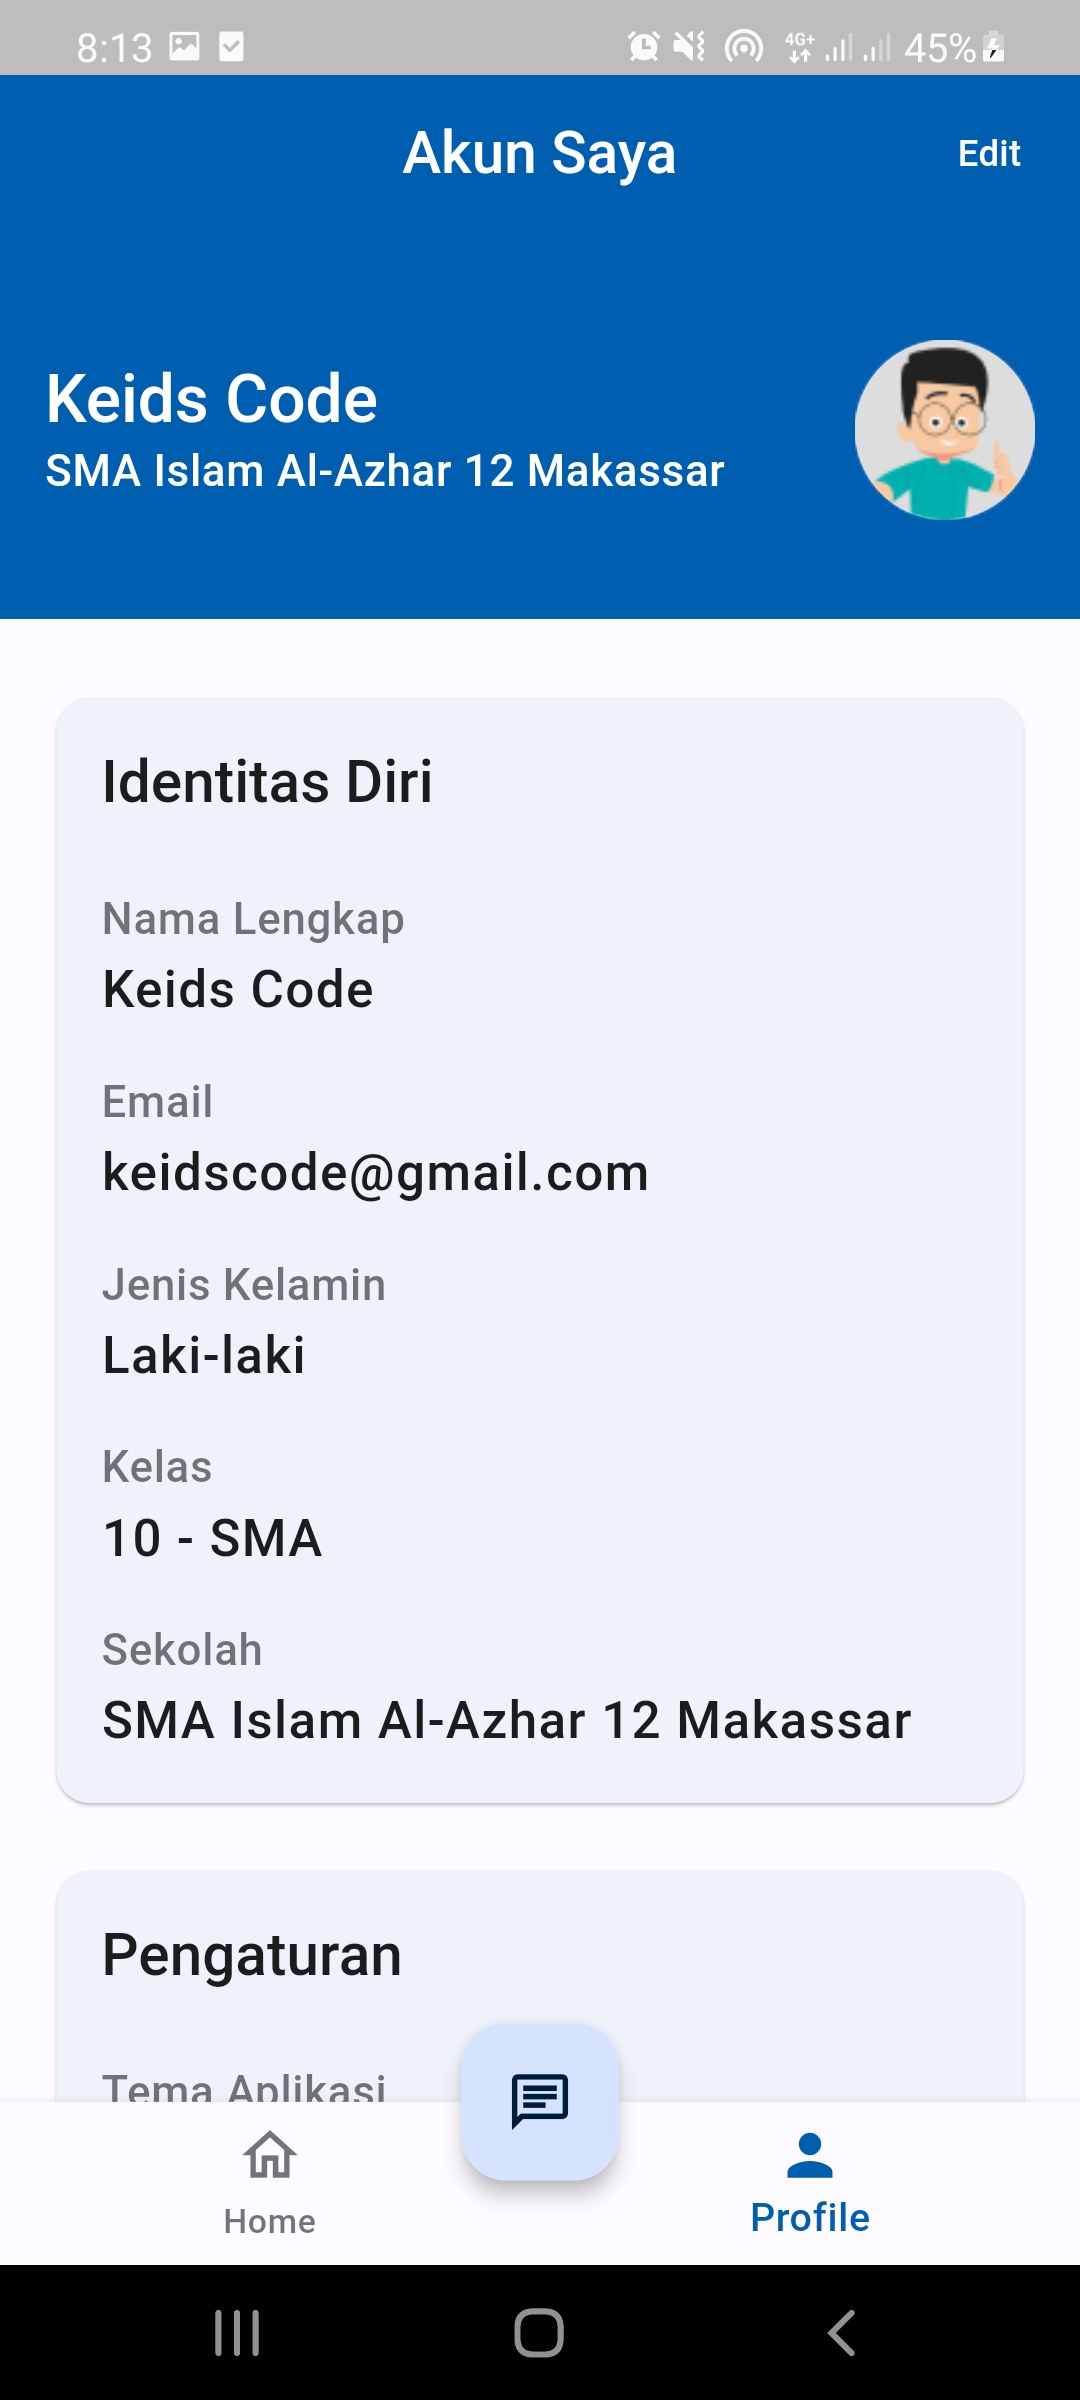 8:13 4G+ 45%
Akun Saya
Edit
Keids Code
SMA Islam Al-Azhar 12 Makassar
Identitas Diri
Nama Lengkap
Keids Code
Email
keidscode@gmail.com
Jenis Kelamin
Laki-laki
Kelas
10 - SMA
Sekolah
SMA Islam Al-Azhar 12 Makassar
Pengaturan
Tema Aplikasi
Home
Profile